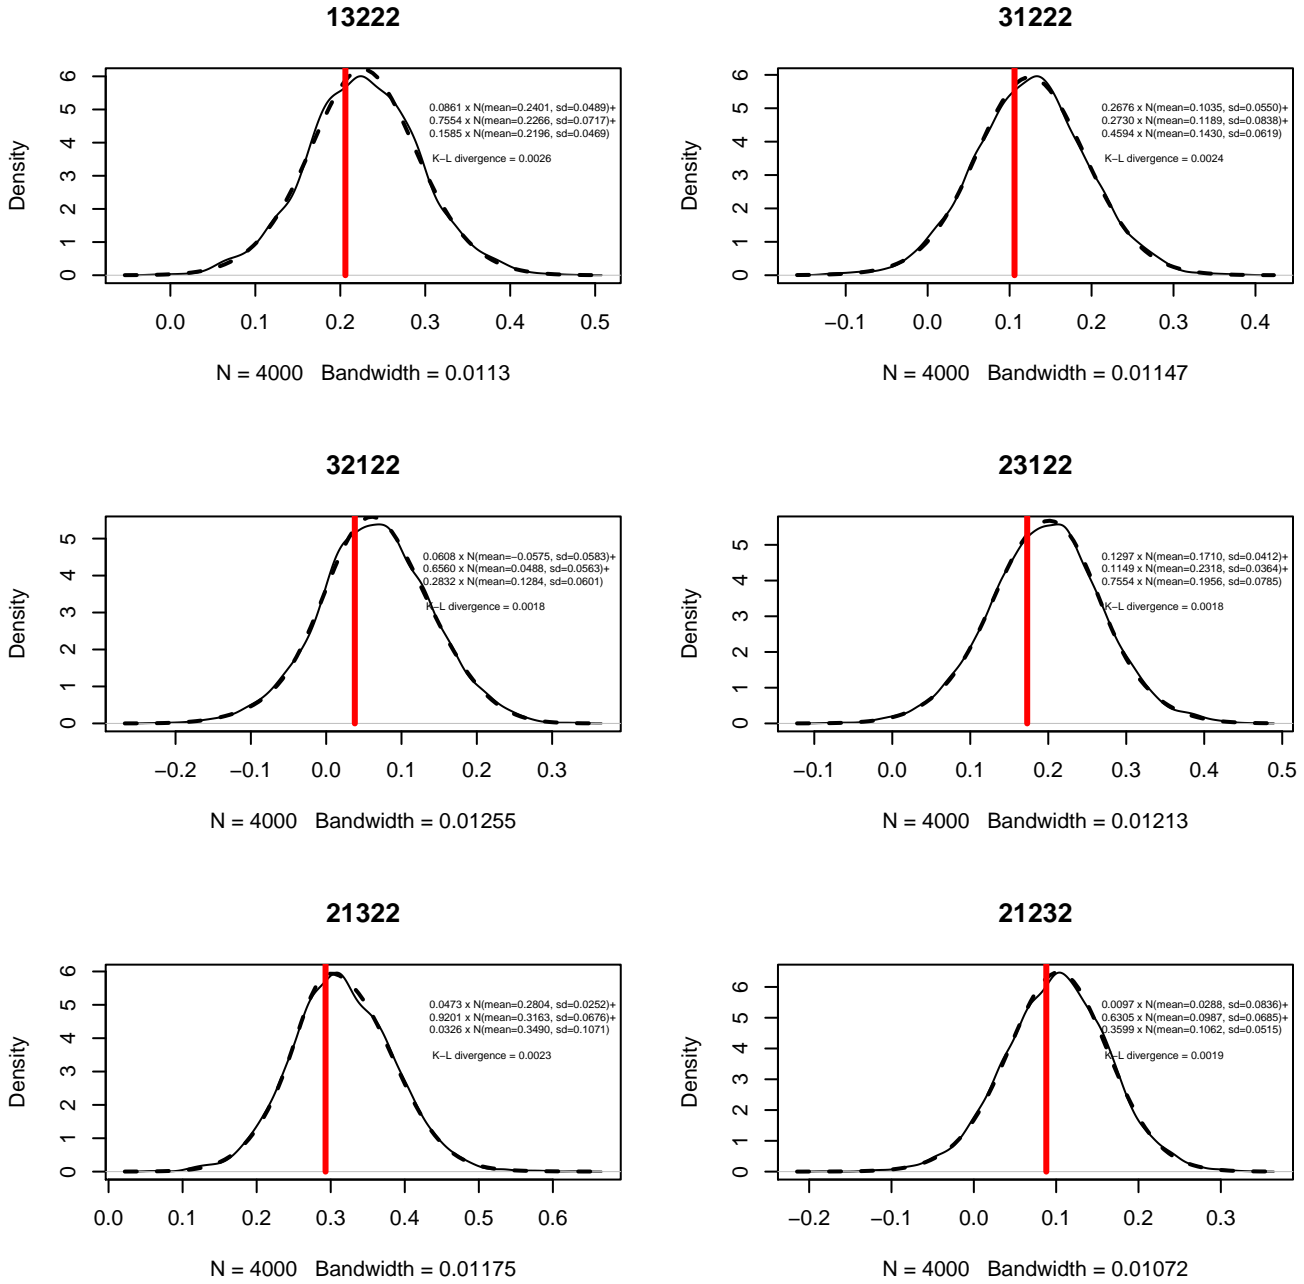 13222
6
5
4
3
2
1
0
Density
0.0861 x N(mean=0.2401, sd=0.0489)+
0.7554 x N(mean=0.2266, sd=0.0717)+
0.1585 x N(mean=0.2196, sd=0.0469)
K−L divergence = 0.0026
0.0 0.1 0.2 0.3 0.4 0.5
N = 4000 Bandwidth = 0.0113
31222
6
5
4
3
2
1
0
Density
0.2676 x N(mean=0.1035, sd=0.0550)+
0.2730 x N(mean=0.1189, sd=0.0838)+
0.4594 x N(mean=0.1430, sd=0.0619)
K−L divergence = 0.0024
−0.1 0.0 0.1 0.2 0.3 0.4
N = 4000 Bandwidth = 0.01147
32122
5
4
3
2
1
0
Density
0.0608 x N(mean=−0.0575, sd=0.0583)+
0.6560 x N(mean=0.0488, sd=0.0563)+
0.2832 x N(mean=0.1284, sd=0.0601)
K−L divergence = 0.0018
−0.2 −0.1 0.0 0.1 0.2 0.3
N = 4000 Bandwidth = 0.01255
23122
5
4
3
2
1
0
Density
0.1297 x N(mean=0.1710, sd=0.0412)+
0.1149 x N(mean=0.2318, sd=0.0364)+
0.7554 x N(mean=0.1956, sd=0.0785)
K−L divergence = 0.0018
−0.1 0.0 0.1 0.2 0.3 0.4 0.5
N = 4000 Bandwidth = 0.01213
21322
6
5
4
3
2
1
0
Density
0.0473 x N(mean=0.2804, sd=0.0252)+
0.9201 x N(mean=0.3163, sd=0.0676)+
0.0326 x N(mean=0.3490, sd=0.1071)
K−L divergence = 0.0023
0.0 0.1 0.2 0.3 0.4 0.5 0.6
N = 4000 Bandwidth = 0.01175
21232
6
5
4
3
2
1
0
Density
0.0097 x N(mean=0.0288, sd=0.0836)+
0.6305 x N(mean=0.0987, sd=0.0685)+
0.3599 x N(mean=0.1062, sd=0.0515)
K−L divergence = 0.0019
−0.2 −0.1 0.0 0.1 0.2 0.3
N = 4000 Bandwidth = 0.01072